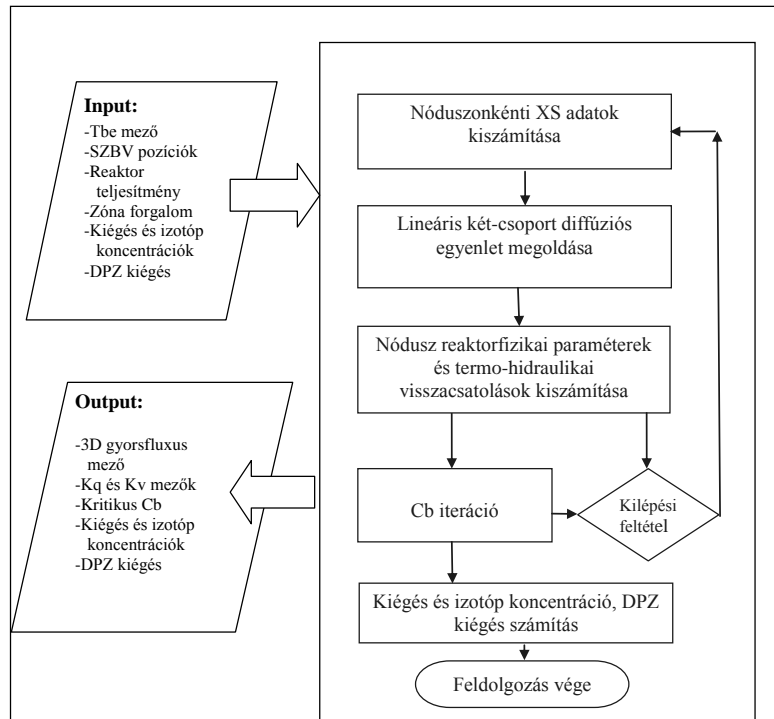 Input:
-Tbe mező
-SZBV pozíciók
-Reaktor
teljesítmény
-Zóna forgalom
-Kiégés és izotóp
koncentrációk
-DPZ kiégés
Output:
-3D gyorsfluxus
mező
-Kq és Kv mezők
-Kritikus Cb
-Kiégés és izotóp
koncentrációk
-DPZ kiégés
Nóduszonkénti XS adatok
kiszámítása
Lineáris két-csoport diffúziós
egyenlet megoldása
Nódusz reaktorfizikai paraméterek
és termo-hidraulikai
visszacsatolások kiszámítása
Cb iteráció
Kilépési
feltétel
Kiégés és izotóp koncentráció, DPZ
kiégés számítás
Feldolgozás vége